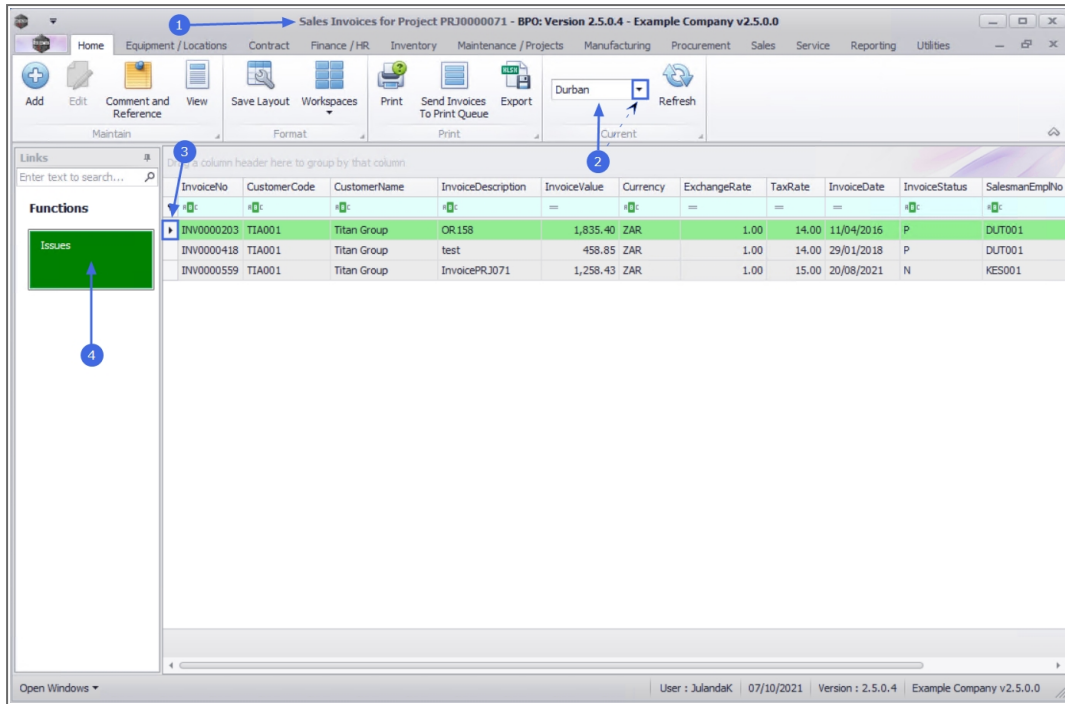 1
Sales Invoices for Project PRJ0000071 - BPO: Version 2.5.0.4 - Example Company v2.5.0.0
Home Equipment / Locations Contract Finance / HR Inventory Maintenance / Projects Manufacturing Procurement Sales Service Reporting Utilities
Add Edit Comment and Reference View Save Layout Workspaces Print Send Invoices To Print Queue Export Durban Refresh
Maintain Format Print Current
2
Links
3
Drag a column header here to group by that column
Enter text to search...
InvoiceNo CustomerCode CustomerName InvoiceDescription InvoiceValue Currency ExchangeRate TaxRate InvoiceDate InvoiceStatus SalesmanEmplNo
Functions
INV0000203 TIA001 Titan Group OR158 1,835.40 ZAR 1.00 14.00 11/04/2016 P DUT001
Issues
INV0000418 TIA001 Titan Group test 458.85 ZAR 1.00 14.00 29/01/2018 P DUT001
INV0000559 TIA001 Titan Group InvoicePRJ071 1,258.43 ZAR 1.00 15.00 20/08/2021 N KES001
4
Open Windows User : JulandaK 07/10/2021 Version : 2.5.0.4 Example Company v2.5.0.0